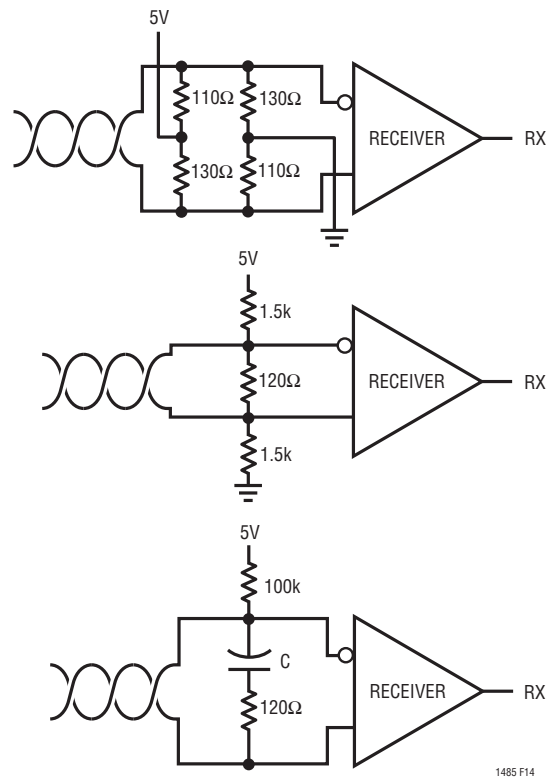 5V
110Ω 130Ω
RECEIVER RX
130Ω 110Ω
5V
1.5k
120Ω RECEIVER RX
1.5k
5V
100k
C
RECEIVER RX
120Ω
1485 F14